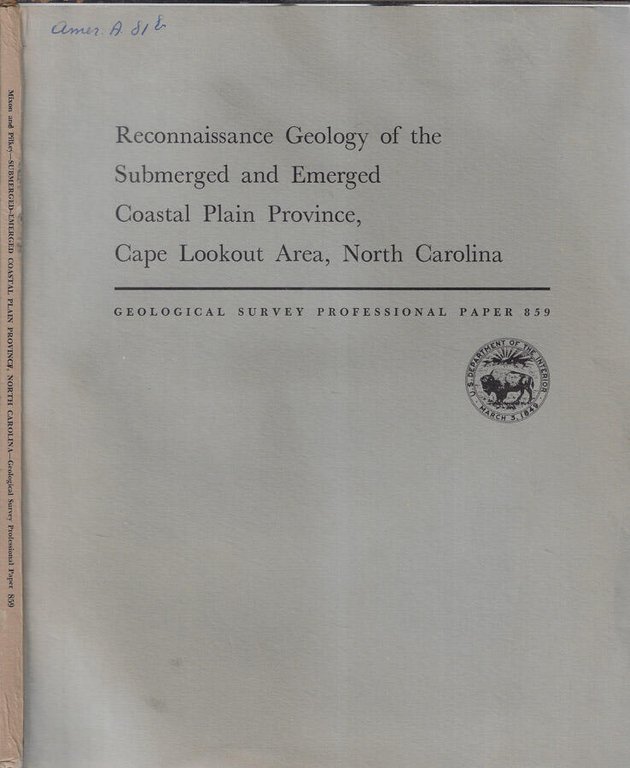 Amer. A. 81
Reconnaissance Geology of the
Submerged and Emerged
Coastal Plain Province,
Cape Lookout Area, North Carolina
GEOLOGICAL SURVEY PROFESSIONAL PAPER 859
U.S. DEPARTMENT OF THE INTERIOR
MARCH 3, 1849
Mixon and Pilkey—SUBMERGED–EMERGED COASTAL PLAIN PROVINCE, NORTH CAROLINA—Geological Survey Professional Paper 859